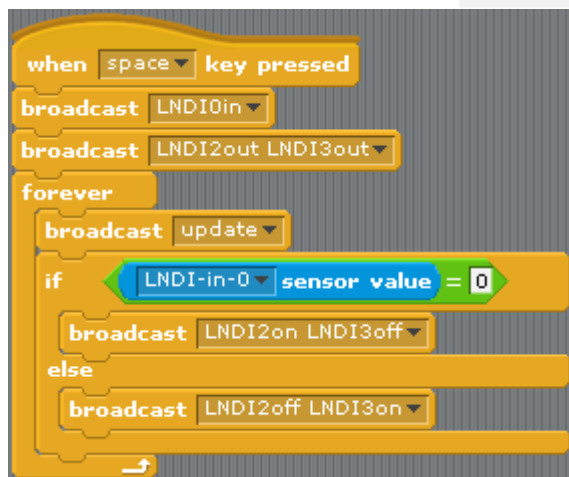 when space key pressed
broadcast LNDI0in
broadcast LNDI2out LNDI3out
forever
broadcast update
if LNDI-in-0 sensor value = 0
broadcast LNDI2on LNDI3off
else
broadcast LNDI2off LNDI3on